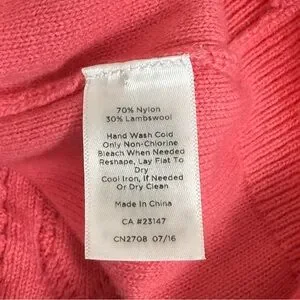 70% Nylon
30% Lambswool
Hand Wash Cold
Only Non-Chlorine
Bleach When Needed
Reshape, Lay Flat To
Dry
Cool Iron, if Needed
Or Dry Clean
Made In China
CA #23147
CN2708 07/16